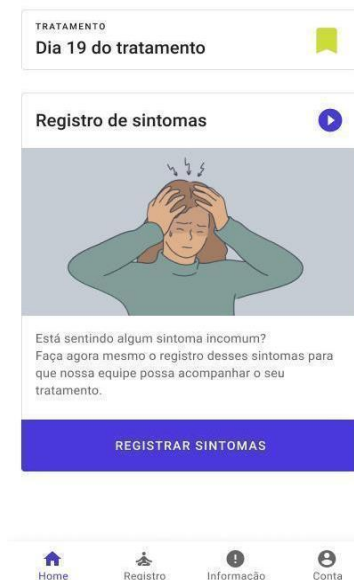 TRATAMENTO
Dia 19 do tratamento
Registro de sintomas
Está sentindo algum sintoma incomum?
Faça agora mesmo o registro desses sintomas para
que nossa equipe possa acompanhar o seu
tratamento.
REGISTRAR SINTOMAS
Home Registro Informação Conta